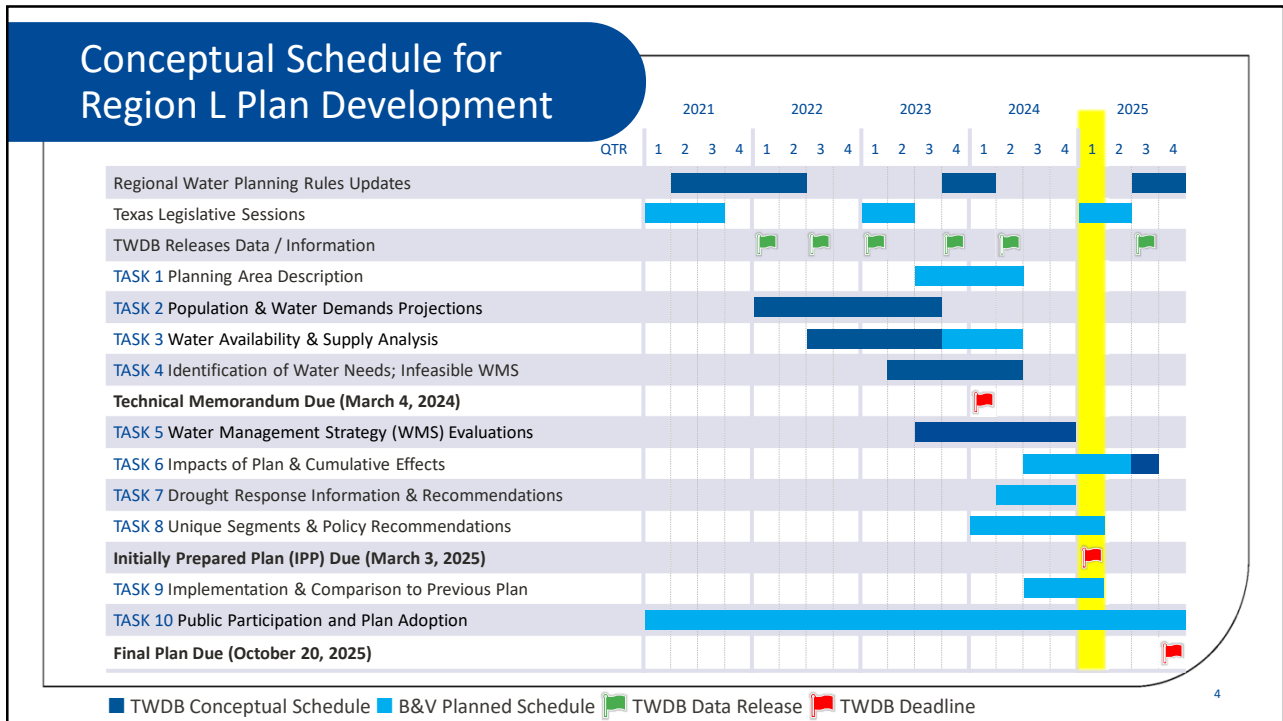 Conceptual Schedule for
Region L Plan Development
2021 2022 2023 2024 2025
QTR 1 2 3 4 1 2 3 4 1 2 3 4 1 2 3 4 1 2 3 4
Regional Water Planning Rules Updates
Texas Legislative Sessions
TWDB Releases Data / Information
TASK 1 Planning Area Description
TASK 2 Population & Water Demands Projections
TASK 3 Water Availability & Supply Analysis
TASK 4 Identification of Water Needs; Infeasible WMS
Technical Memorandum Due (March 4, 2024)
TASK 5 Water Management Strategy (WMS) Evaluations
TASK 6 Impacts of Plan & Cumulative Effects
TASK 7 Drought Response Information & Recommendations
TASK 8 Unique Segments & Policy Recommendations
Initially Prepared Plan (IPP) Due (March 3, 2025)
TASK 9 Implementation & Comparison to Previous Plan
TASK 10 Public Participation and Plan Adoption
Final Plan Due (October 20, 2025)
TWDB Conceptual Schedule B&V Planned Schedule TWDB Data Release TWDB Deadline
4